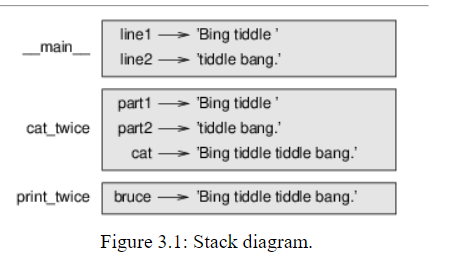 __main__
line1 → 'Bing tiddle '
line2 → 'tiddle bang.'
cat_twice
part1 → 'Bing tiddle '
part2 → 'tiddle bang.'
cat → 'Bing tiddle tiddle bang.'
print_twice
bruce → 'Bing tiddle tiddle bang.'
Figure 3.1: Stack diagram.